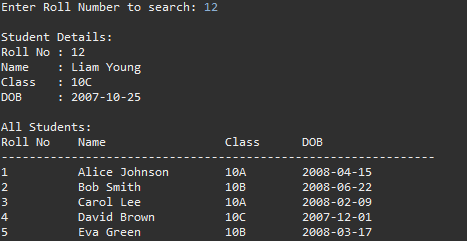 Enter Roll Number to search: 12
Student Details:
Roll No : 12
Name    : Liam Young
Class   : 10C
DOB     : 2007-10-25
All Students:
Roll No    Name                 Class      DOB
--------------------------------------------------------------
1          Alice Johnson        10A        2008-04-15
2          Bob Smith            10B        2008-06-22
3          Carol Lee            10A        2008-02-09
4          David Brown          10C        2007-12-01
5          Eva Green            10B        2008-03-17